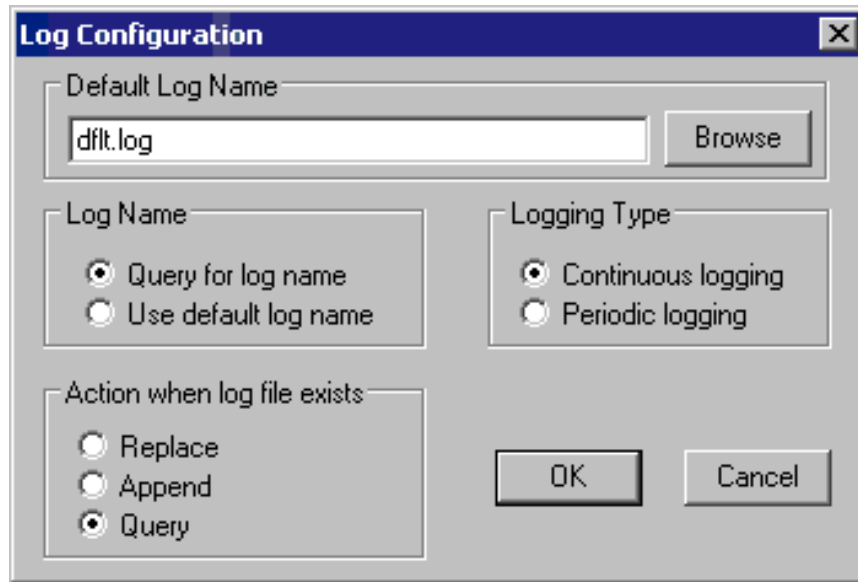 Log Configuration
Default Log Name
dflt.log
Browse
Log Name
Query for log name
Use default log name
Logging Type
Continuous logging
Periodic logging
Action when log file exists
Replace
Append
Query
OK
Cancel